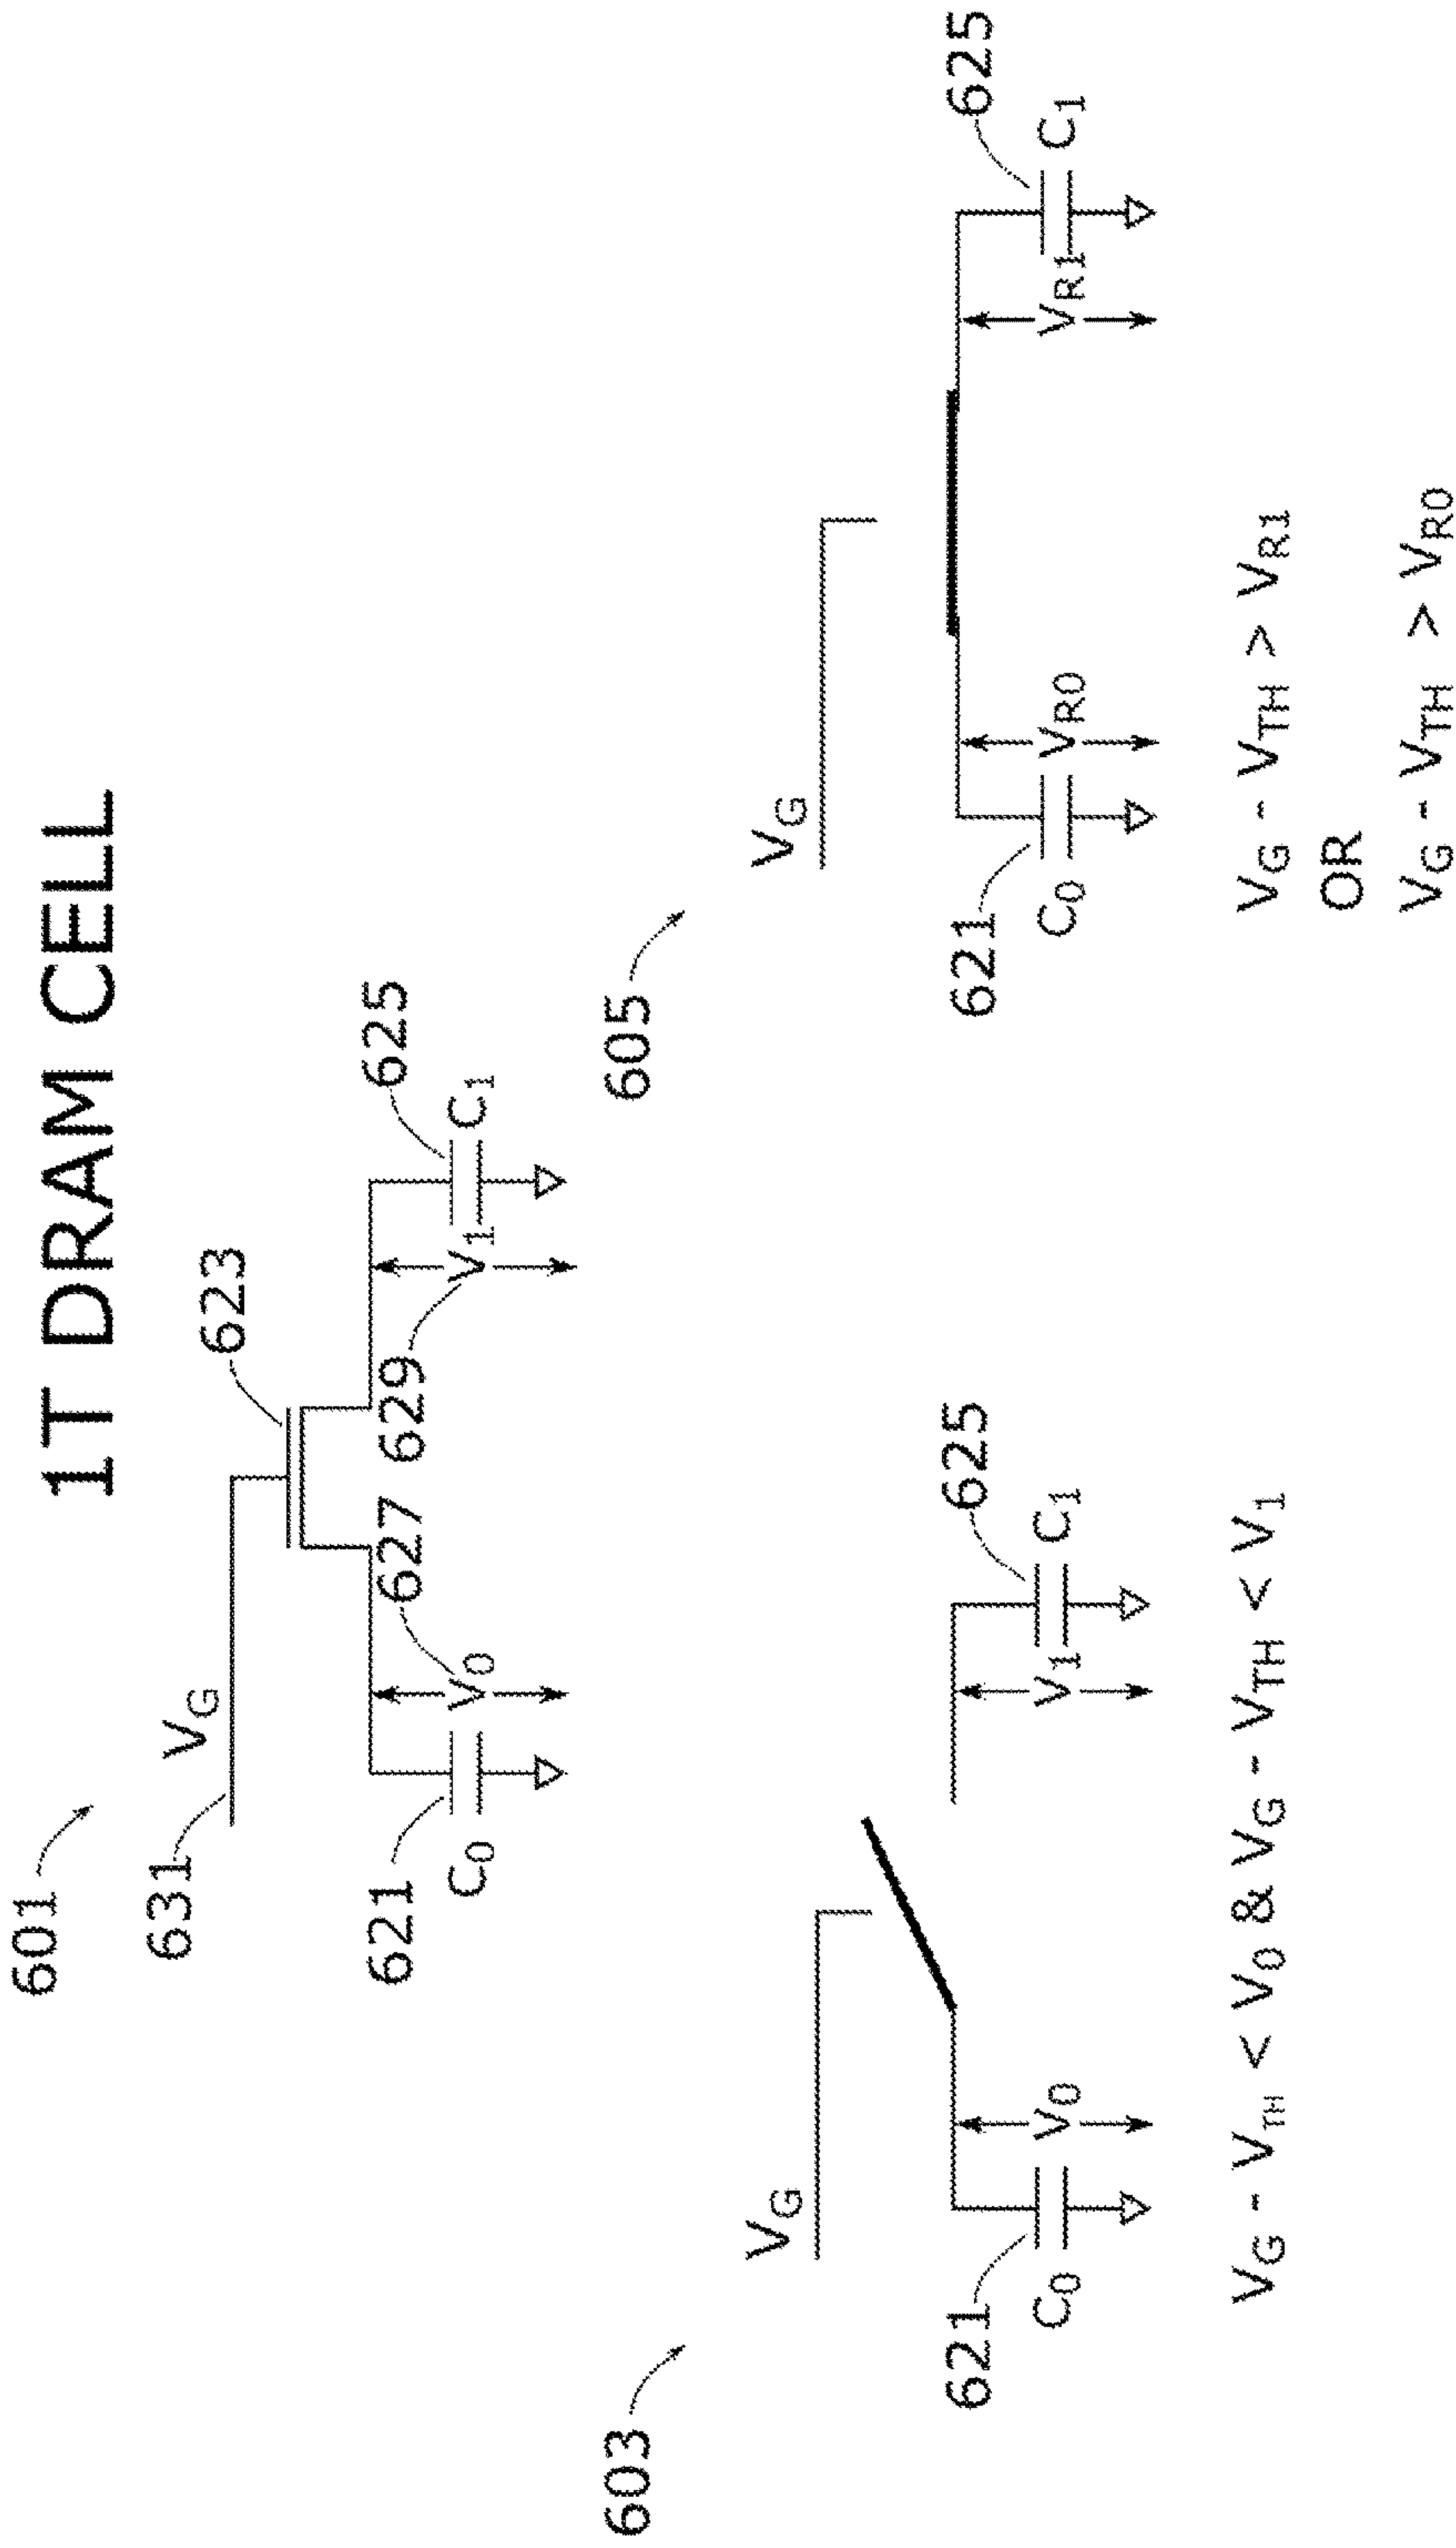 1T DRAM CELL
601
631
V_G
623
621
C_0
627
V_0
629
V_1
625
C_1
603
V_G
621
C_0
V_0
V_1
625
C_1
V_G - V_TH < V_0 & V_G - V_TH < V_1
605
V_G
621
C_0
V_R0
V_R1
625
C_1
V_G - V_TH > V_R1
OR
V_G - V_TH > V_R0